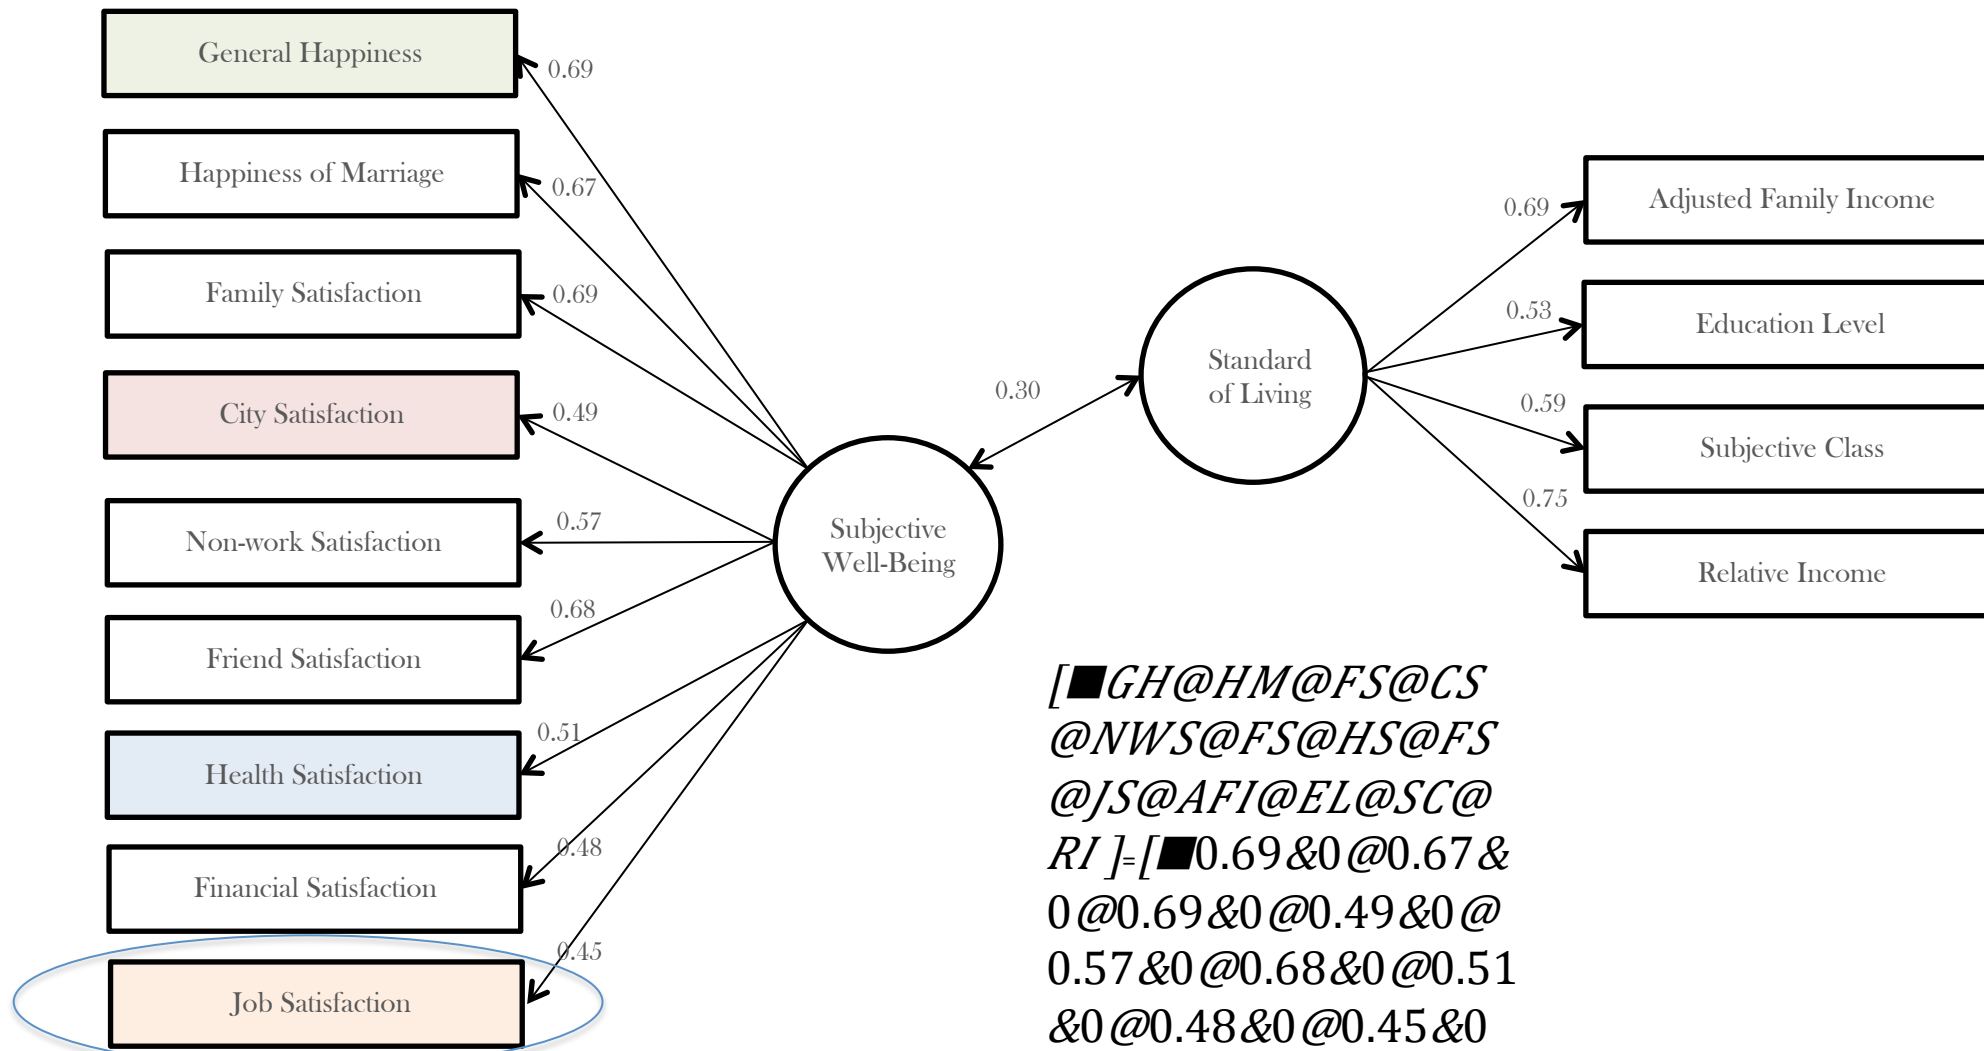 General Happiness
0.69
Happiness of Marriage
0.67
Family Satisfaction
0.69
City Satisfaction
0.49
Non-work Satisfaction
0.57
Friend Satisfaction
0.68
Health Satisfaction
0.51
Financial Satisfaction
0.48
Job Satisfaction
0.45
Subjective
Well-Being
0.30
Standard
of Living
0.69
Adjusted Family Income
0.53
Education Level
0.59
Subjective Class
0.75
Relative Income
[■GH@HM@FS@CS
@NWS@FS@HS@FS
@JS@AFI@EL@SC@
RI ]=[■0.69&0@0.67&
0@0.69&0@0.49&0@
0.57&0@0.68&0@0.51
&0@0.48&0@0.45&0